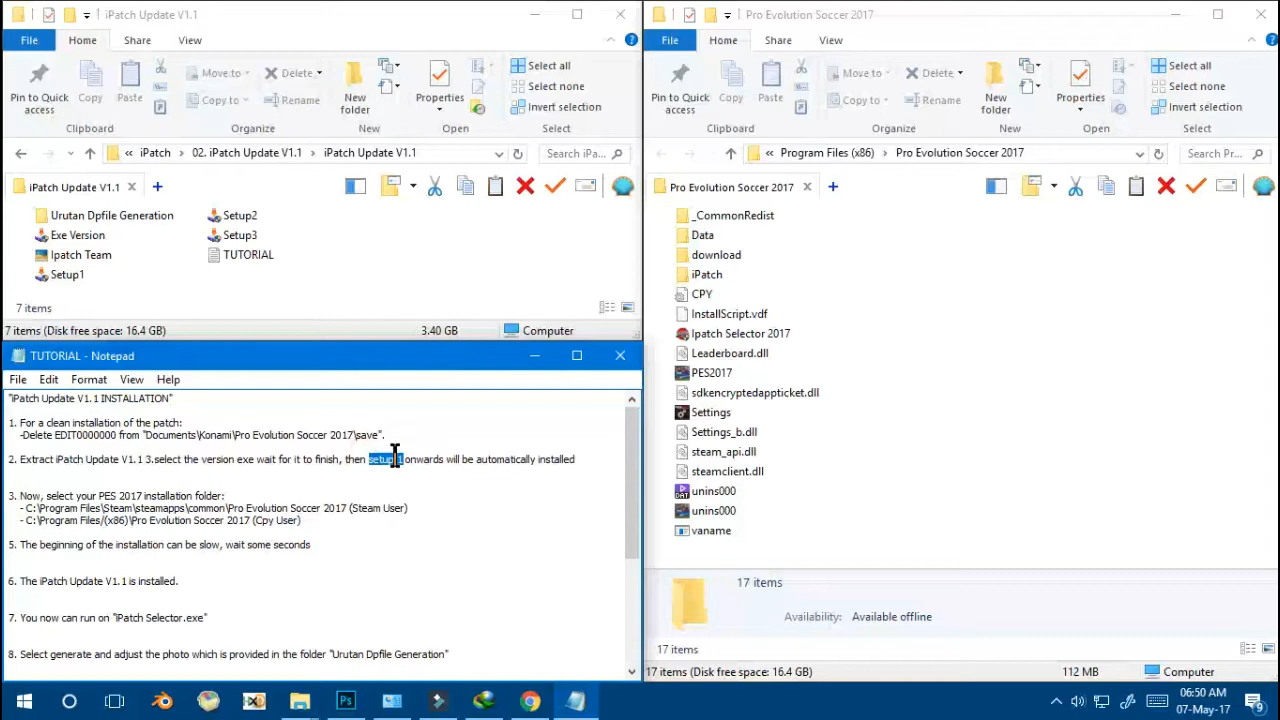 iPatch Update V1.1
File
Home
Share
View
Pin to Quick access
Copy
Paste
Move to
Copy to
Delete
Rename
New folder
Properties
Select all
Select none
Invert selection
Clipboard
Organize
New
Open
Select
« iPatch > 02. iPatch Update V1.1 > iPatch Update V1.1
Search iPa...
iPatch Update V1.1
Urutan Dpfile Generation
Exe Version
Ipatch Team
Setup1
Setup2
Setup3
TUTORIAL
7 items
7 items (Disk free space: 16.4 GB)
3.40 GB
Computer
TUTORIAL - Notepad
File Edit Format View Help
"iPatch Update V1.1 INSTALLATION"
1. For a clean installation of the patch:
-Delete EDIT0000000 from "Documents\Konami\Pro Evolution Soccer 2017\save".
2. Extract iPatch Update V1.1 3.select the version exe wait for it to finish, then setup 1 onwards will be automatically installed
3. Now, select your PES 2017 installation folder:
- C:\Program Files\Steam\steamapps\common\Pro Evolution Soccer 2017 (Steam User)
- C:\Program Files/(x86)\Pro Evolution Soccer 2017 (Cpy User)
5. The beginning of the installation can be slow, wait some seconds
6. The iPatch Update V1.1 is installed.
7. You now can run on "iPatch Selector.exe"
8. Select generate and adjust the photo which is provided in the folder "Urutan Dpfile Generation"
Pro Evolution Soccer 2017
File
Home
Share
View
Pin to Quick access
Copy
Paste
Move to
Copy to
Delete
Rename
New folder
Properties
Select all
Select none
Invert selection
Clipboard
Organize
New
Open
Select
« Program Files (x86) > Pro Evolution Soccer 2017
Search Pr...
Pro Evolution Soccer 2017
_CommonRedist
Data
download
iPatch
CPY
InstallScript.vdf
Ipatch Selector 2017
Leaderboard.dll
PES2017
sdkencryptedappticket.dll
Settings
Settings_b.dll
steam_api.dll
steamclient.dll
unins000
unins000
vaname
17 items
Availability: Available offline
17 items
17 items (Disk free space: 16.4 GB)
112 MB
Computer
06:50 AM
07-May-17
9